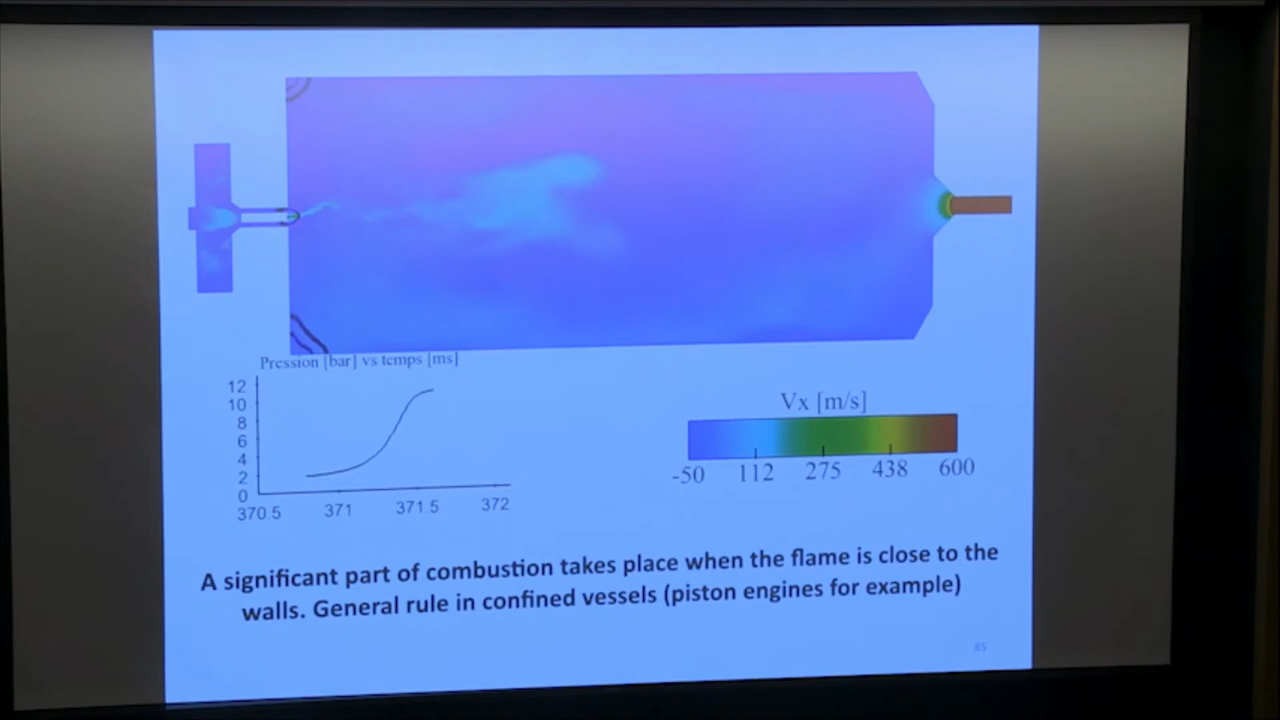 Pression [bar] vs temps [ms]
12
10
8
6
4
2
0
370 5 371 371.5 372
Vx [m/s]
-50 112 275 438 600
A significant part of combustion takes place when the flame is close to the
walls. General rule in confined vessels (piston engines for example)
85